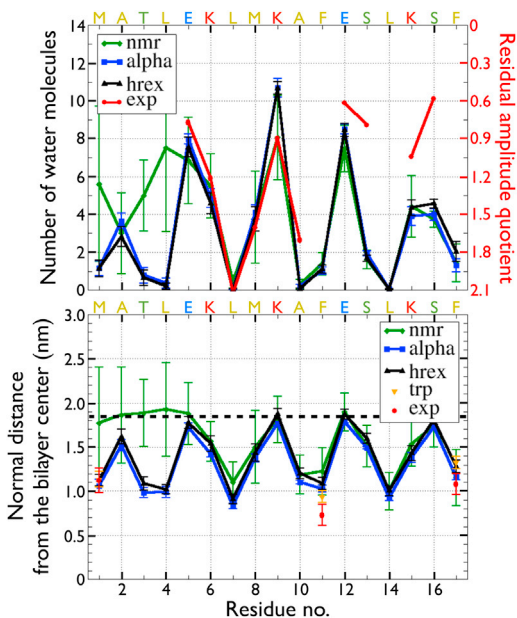 M A T L E K L M K A F E S L K S F
14
12
10
8
6
4
2
0
Number of water molecules
nmr
alpha
hrex
exp
0
0.3
0.6
0.9
1.2
1.5
1.8
2.1
Residual amplitude quotient
M A T L E K L M K A F E S L K S F
3.0
2.5
2.0
1.5
1.0
0.5
0
Normal distance
from the bilayer center (nm)
nmr
alpha
hrex
trp
exp
2 4 6 8 10 12 14 16
Residue no.